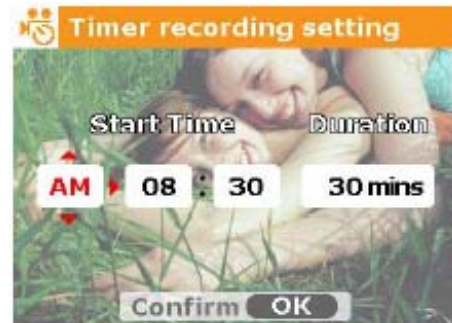 Timer recording setting
Start Time Duration
AM 08 : 30 30 mins
Confirm OK